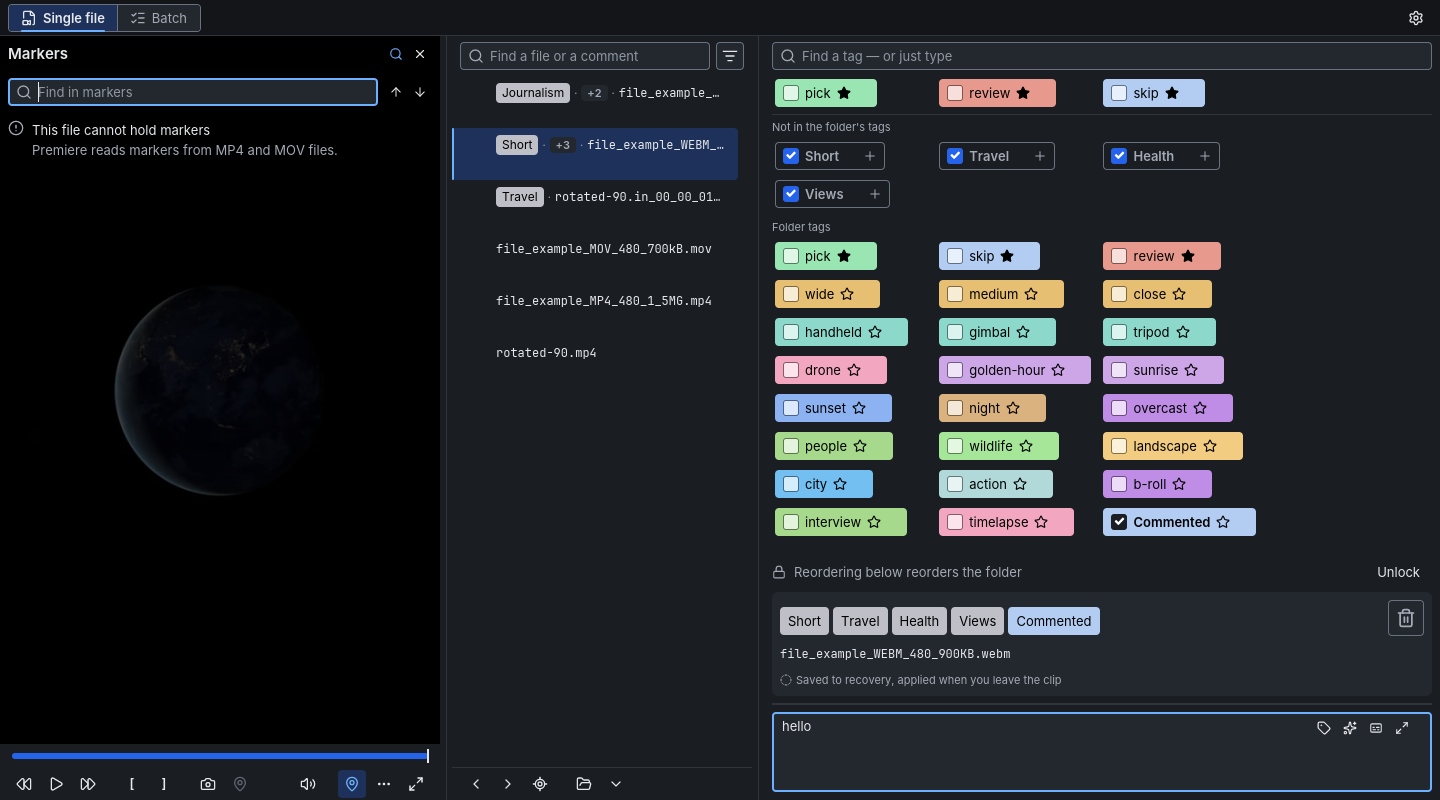 Single file
Batch
Markers
Find in markers
This file cannot hold markers
Premiere reads markers from MP4 and MOV files.
[ ]
Find a file or a comment
Journalism · +2 · file_example_…
Short · +3 · file_example_WEBM_…
Travel · rotated-90.in_00_00_01…
file_example_MOV_480_700kB.mov
file_example_MP4_480_1_5MG.mp4
rotated-90.mp4
Find a tag — or just type
pick review skip
Not in the folder's tags
Short + Travel + Health +
Views +
Folder tags
pick skip review
wide medium close
handheld gimbal tripod
drone golden-hour sunrise
sunset night overcast
people wildlife landscape
city action b-roll
interview timelapse Commented
Reordering below reorders the folder Unlock
Short Travel Health Views Commented
file_example_WEBM_480_900KB.webm
Saved to recovery, applied when you leave the clip
hello